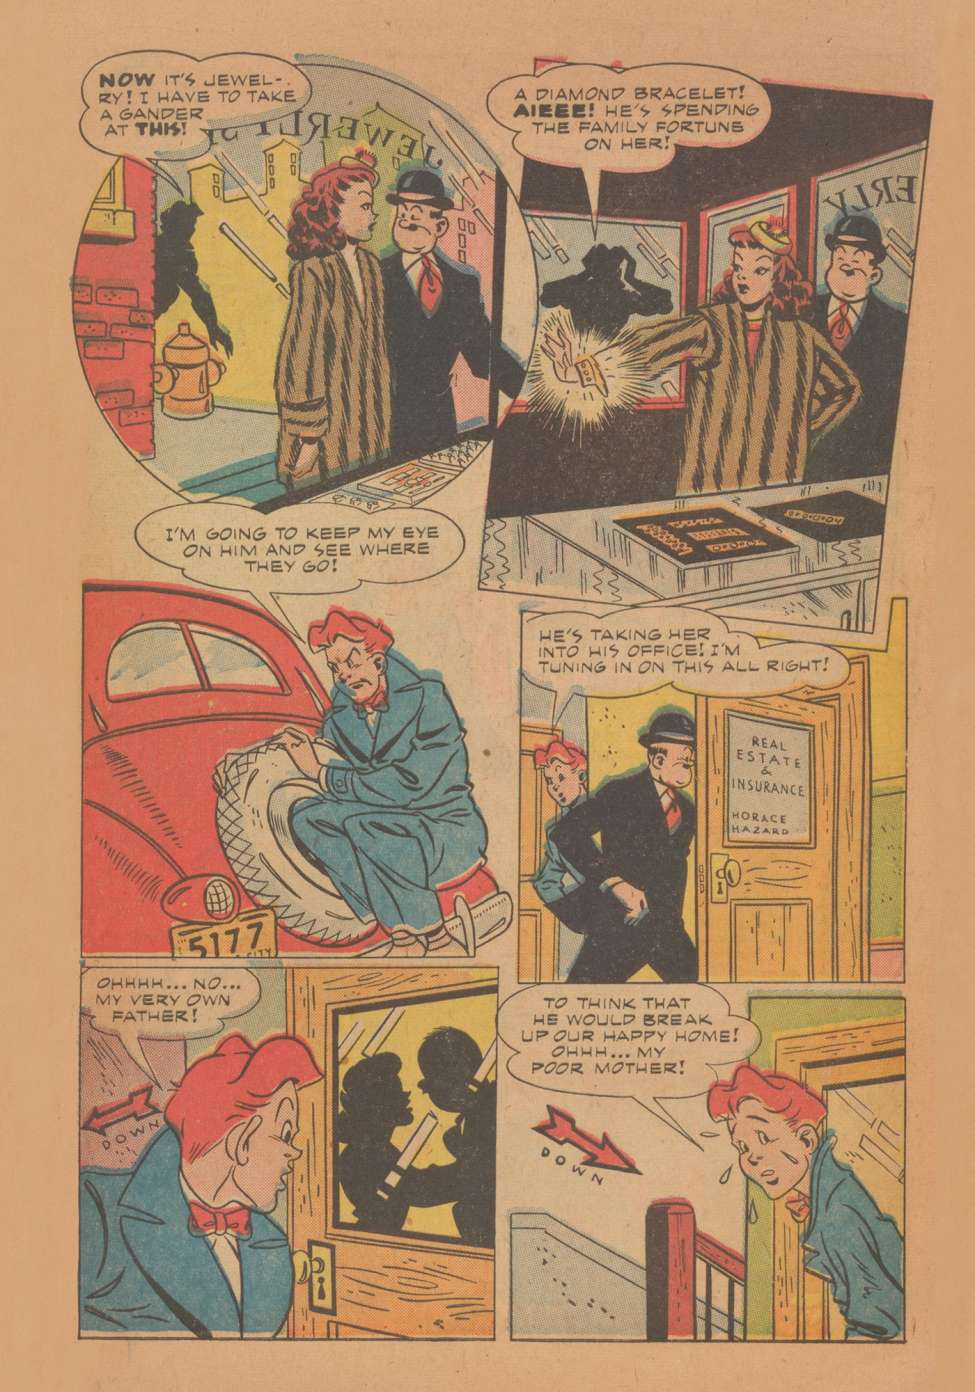 NOW IT'S JEWEL-
RY! I HAVE TO TAKE
A GANDER
AT THIS!
JEWERLY S
A DIAMOND BRACELET!
AIEEE! HE'S SPENDING
THE FAMILY FORTUNE
ON HER!
ERLY
I'M GOING TO KEEP MY EYE
ON HIM AND SEE WHERE
THEY GO!
5177
CITY
HE'S TAKING HER
INTO HIS OFFICE! I'M
TUNING IN ON THIS ALL RIGHT!
REAL
ESTATE
&
INSURANCE
HORACE
HAZARD
OHHHH... NO...
MY VERY OWN
FATHER!
DOWN
TO THINK THAT
HE WOULD BREAK
UP OUR HAPPY HOME!
OHHH... MY
POOR MOTHER!
DOWN